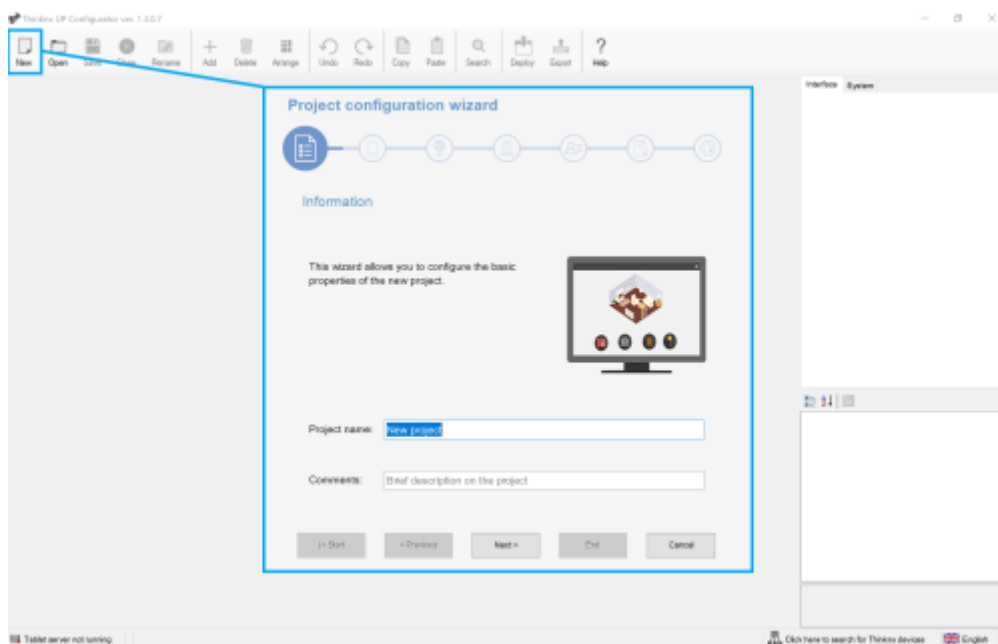 Thinknx UP Configurator ver. 1.3.0.7
New Open Save Close Rename Add Delete Arrange Undo Redo Copy Paste Search Deploy Export Help
Interface System
Project configuration wizard
Information
This wizard allows you to configure the basic
properties of the new project.
Project name: New project
Comments: Brief description on the project
|< Start < Previous Next > End Cancel
Tablet server not running Click here to search for Thinknx devices English